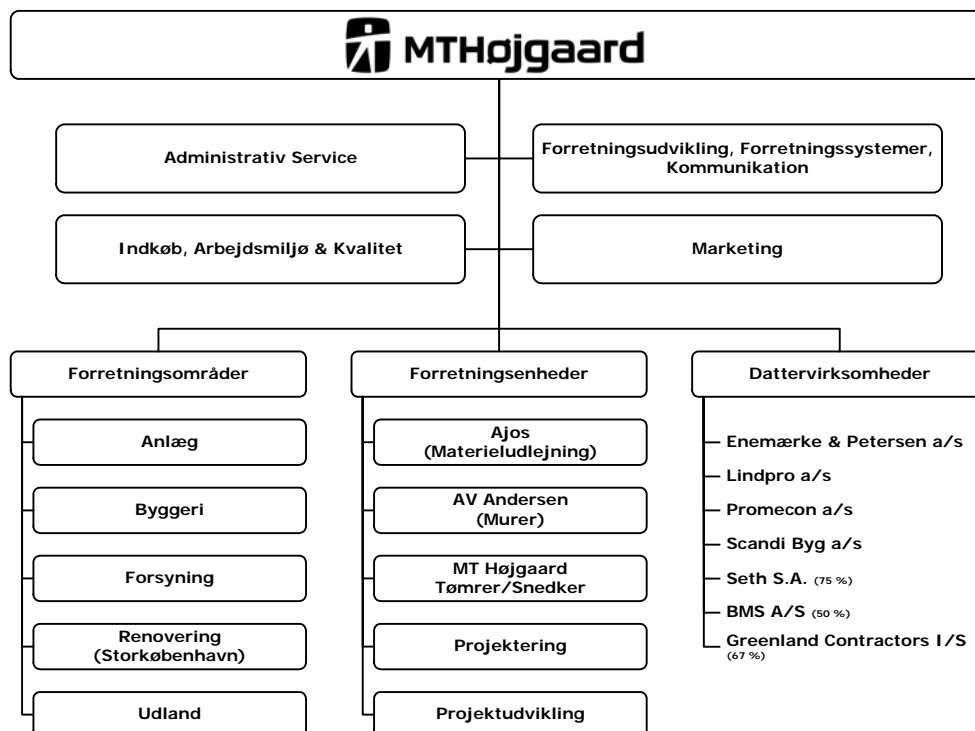 MTHøjgaard
Administrativ Service
Forretningsudvikling, Forretningssystemer,
Kommunikation
Indkøb, Arbejdsmiljø & Kvalitet
Marketing
Forretningsområder
Anlæg
Byggeri
Forsyning
Renovering
(Storkøbenhavn)
Udland
Forretningsenheder
Ajos
(Materieludlejning)
AV Andersen
(Murer)
MT Højgaard
Tømrer/Snedker
Projektering
Projektudvikling
Dattervirksomheder
Enemærke & Petersen a/s
Lindpro a/s
Promecon a/s
Scandi Byg a/s
Seth S.A. (75 %)
BMS A/S (50 %)
Greenland Contractors I/S
(67 %)